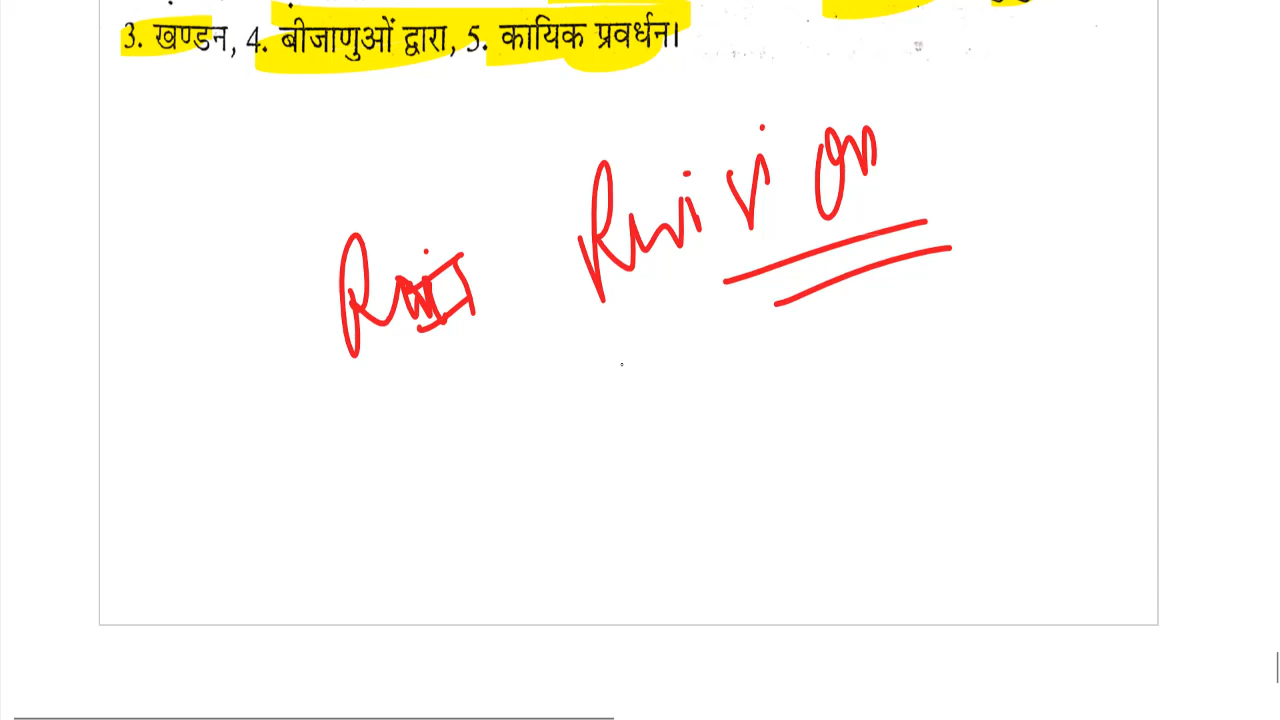 3. खण्डन, 4. बीजाणुओं द्वारा, 5. कायिक प्रवर्धन।
Revision